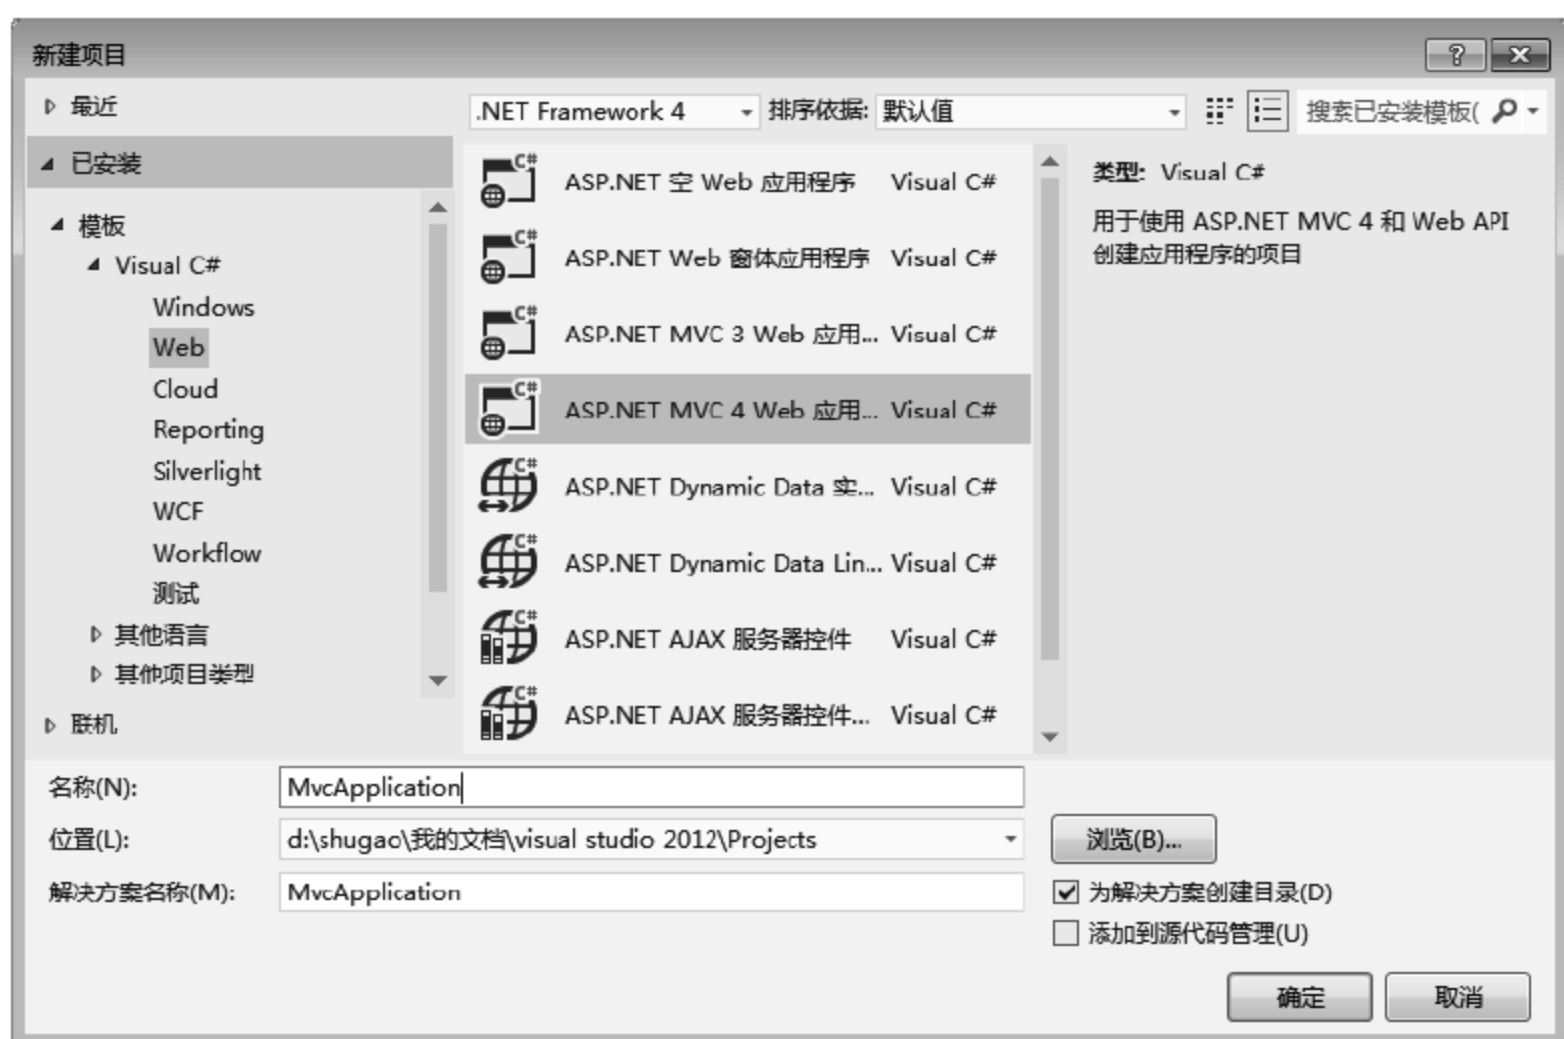 新建项目
最近
.NET Framework 4 排序依据: 默认值 搜索已安装模板(
已安装
模板
Visual C#
Windows
Web
Cloud
Reporting
Silverlight
WCF
Workflow
测试
其他语言
其他项目类型
联机
C# ASP.NET 空 Web 应用程序 Visual C#
C# ASP.NET Web 窗体应用程序 Visual C#
C# ASP.NET MVC 3 Web 应用... Visual C#
C# ASP.NET MVC 4 Web 应用... Visual C#
C# ASP.NET Dynamic Data 实... Visual C#
C# ASP.NET Dynamic Data Lin... Visual C#
C# ASP.NET AJAX 服务器控件 Visual C#
C# ASP.NET AJAX 服务器控件... Visual C#
类型: Visual C#
用于使用 ASP.NET MVC 4 和 Web API
创建应用程序的项目
名称(N): MvcApplication
位置(L): d:\shugao\我的文档\visual studio 2012\Projects 浏览(B)...
解决方案名称(M): MvcApplication 为解决方案创建目录(D)
添加到源代码管理(U)
确定 取消